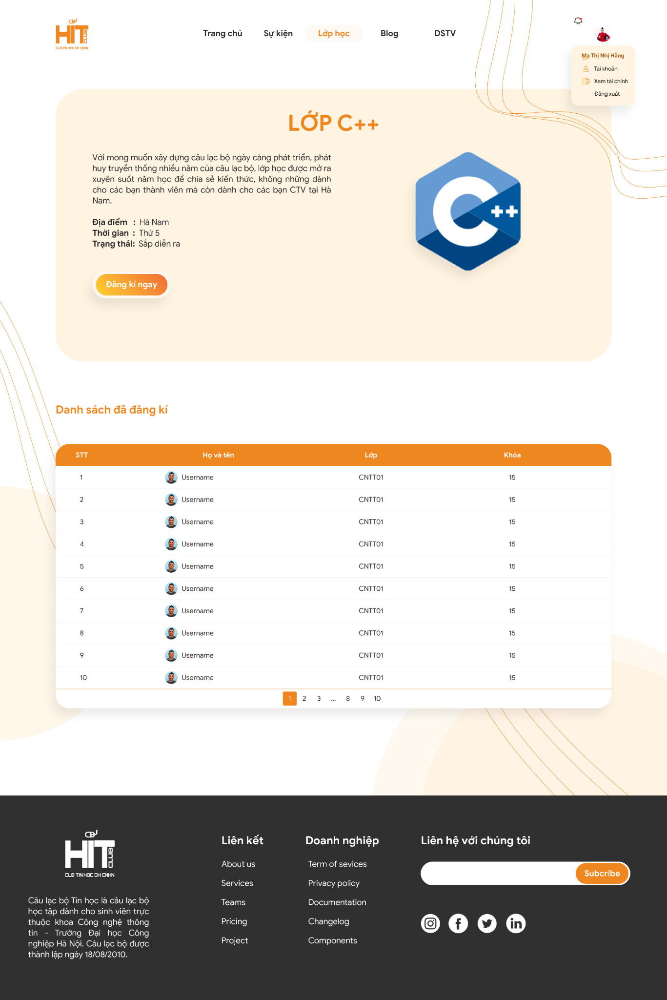 HIT CLUB
CLB TIN HOC DH CNHN
Trang chủ Sự kiện Lớp học Blog DSTV
Mạ Thị Nhị Hằng
Tài khoản
Xem tài chính
Đăng xuất
LỚP C++
Với mong muốn xây dựng câu lạc bộ ngày càng phát triển, phát
huy truyền thống nhiều năm của câu lạc bộ, lớp học được mở ra
xuyên suốt năm học để chia sẻ kiến thức, không những dành
cho các bạn thành viên mà còn dành cho các bạn CTV tại Hà
Nam.
Địa điểm : Hà Nam
Thời gian : Thứ 5
Trạng thái: Sắp diễn ra
C++
Đăng kí ngay
Danh sách đã đăng kí
STT Họ và tên Lớp Khóa
1 Username CNTT01 15
2 Username CNTT01 15
3 Username CNTT01 15
4 Username CNTT01 15
5 Username CNTT01 15
6 Username CNTT01 15
7 Username CNTT01 15
8 Username CNTT01 15
9 Username CNTT01 15
10 Username CNTT01 15
1 2 3 ... 8 9 10
HIT CLUB
CLB TIN HOC DH CNHN
Câu lạc bộ Tin học là câu lạc bộ
học tập dành cho sinh viên trực
thuộc khoa Công nghệ thông
tin - Trường Đại học Công
nghiệp Hà Nội. Câu lạc bộ được
thành lập ngày 18/08/2010.
Liên kết
About us
Services
Teams
Pricing
Project
Doanh nghiệp
Term of sevices
Privacy policy
Documentation
Changelog
Components
Liên hệ với chúng tôi
Subcribe